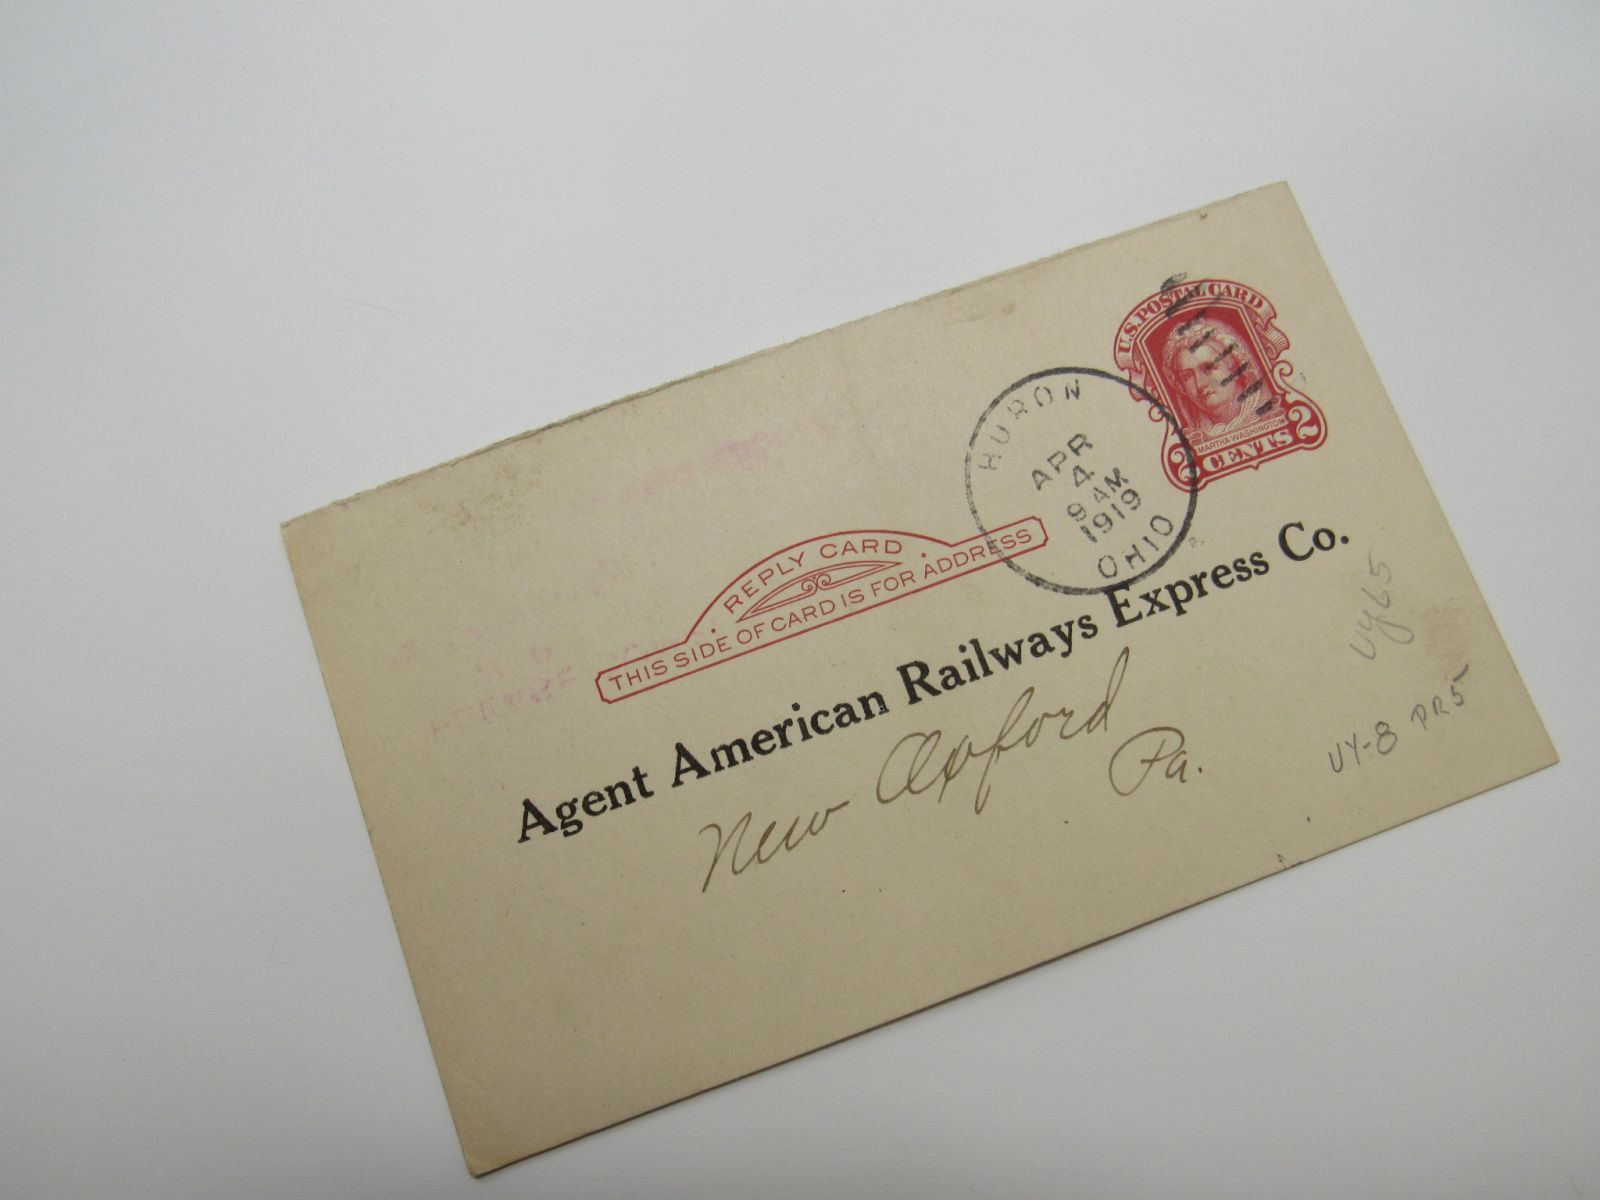 U.S. POSTAL CARD
MARTHA WASHINGTON
2 CENTS 2
HURON
APR
4
9 AM
1919
OHIO
REPLY CARD
THIS SIDE OF CARD IS FOR ADDRESS
Agent American Railways Express Co.
New Oxford
Pa.
UY65
UY-8 PR5-